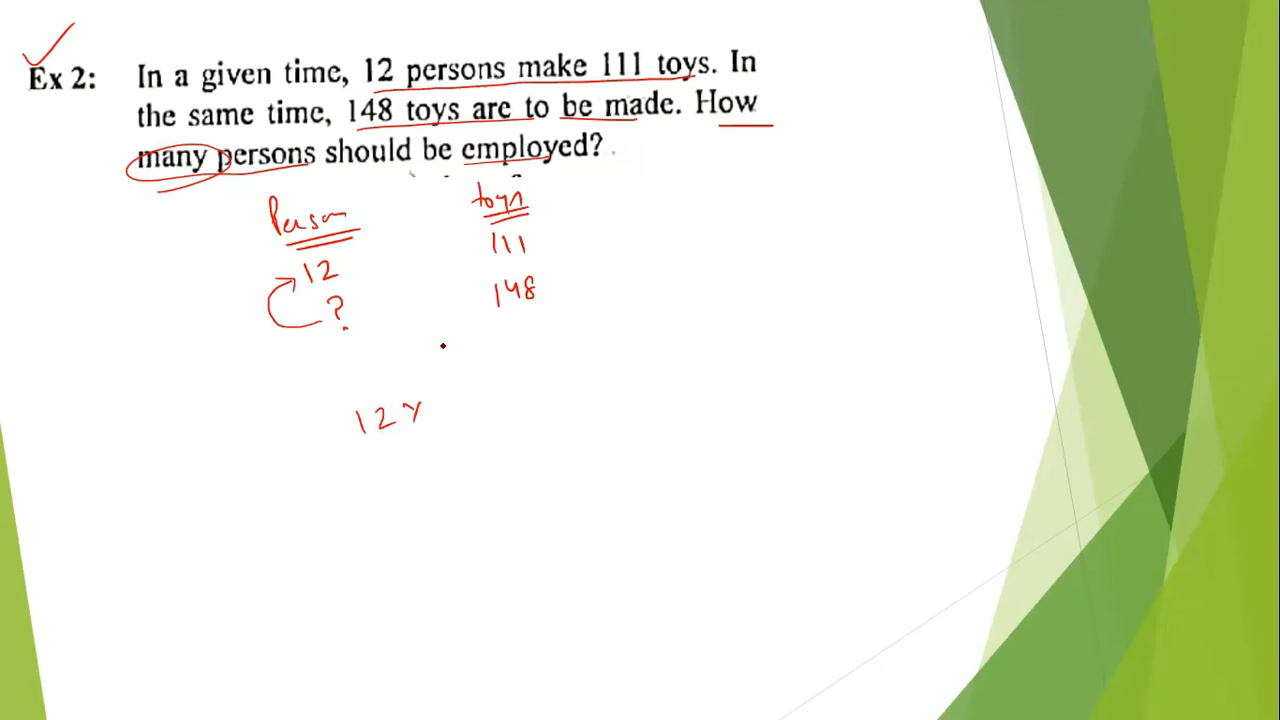 Ex 2: In a given time, 12 persons make 111 toys. In
the same time, 148 toys are to be made. How
many persons should be employed?
Person toys
12 111
? 148
12 ×